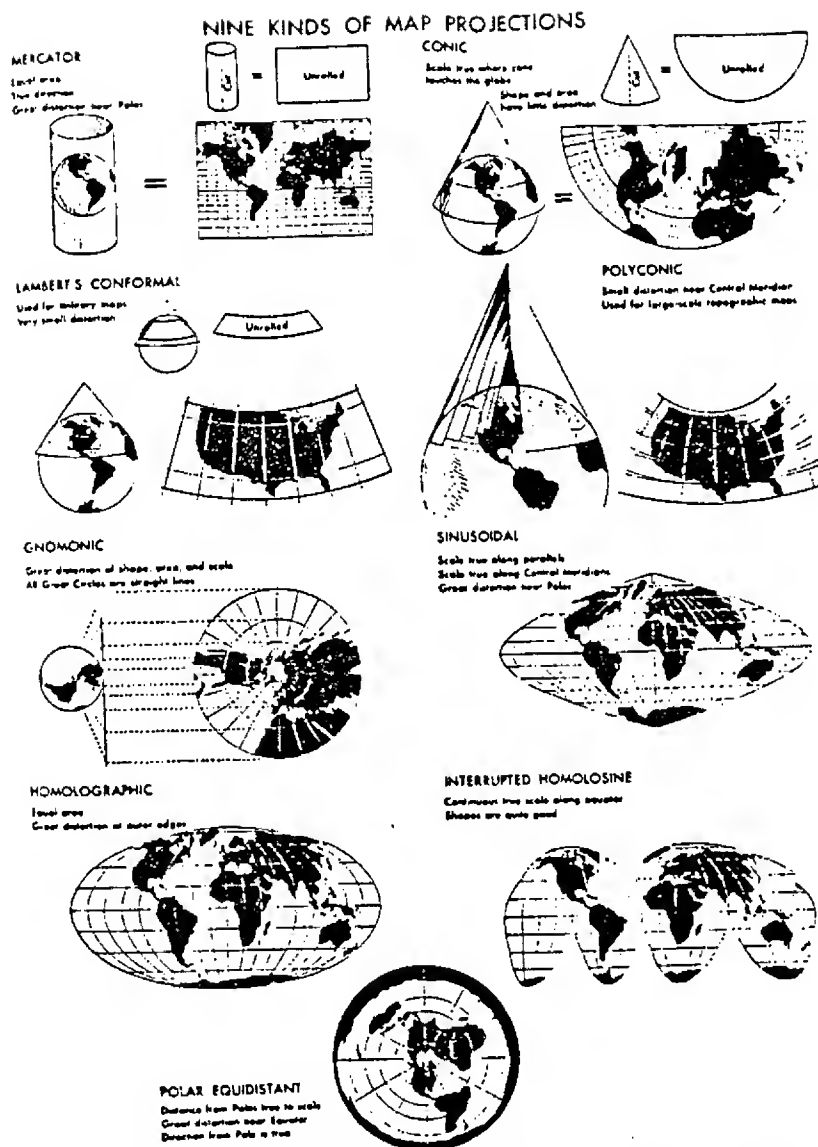 NINE KINDS OF MAP PROJECTIONS
MERCATOR
Equal area
True direction
Great distortion near Poles
Unrolled
CONIC
Scale true where cone
touches the globe
Shape and area
have little distortion
Unrolled
LAMBERT'S CONFORMAL
Used for military maps
Very small distortion
Unrolled
POLYCONIC
Small distortion near Central Meridian
Used for large-scale topographic maps
GNOMONIC
Great distortion of shape, area, and scale
All Great Circles are straight lines
SINUSOIDAL
Scale true along parallels
Scale true along Central Meridians
Great distortion near Poles
HOMOLOGRAPHIC
Equal area
Great distortion at outer edges
INTERRUPTED HOMOLOSINE
Continuous true scale along equator
Shapes are quite good
POLAR EQUIDISTANT
Distance from Poles true to scale
Great distortion near Equator
Direction from Pole is true